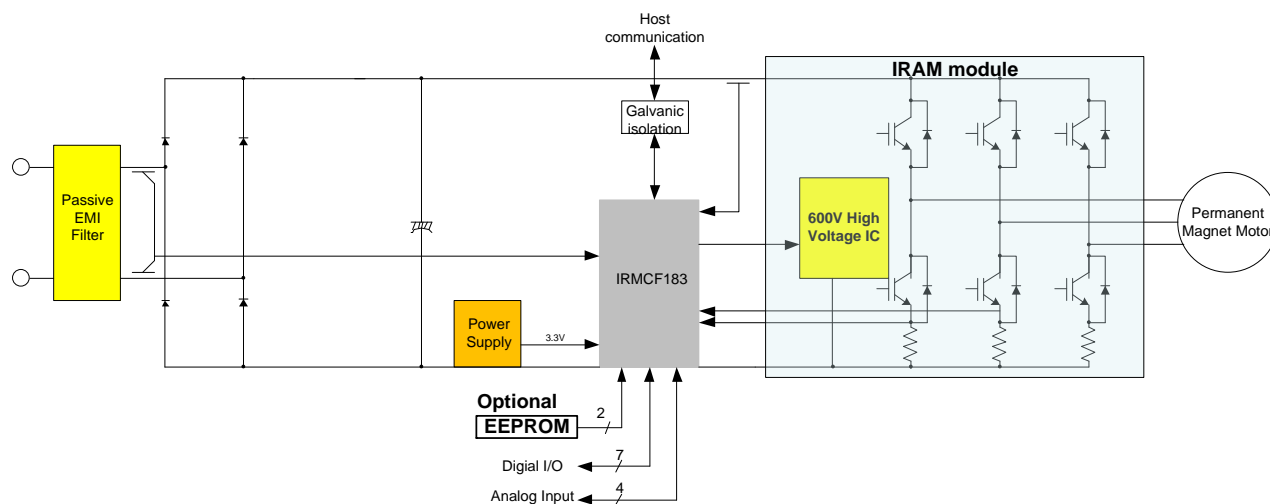 Host
communication
IRAM module
Galvanic
isolation
Passive
EMI
Filter
600V High
Voltage IC
Permanent
Magnet Motor
IRMCF183
Power
Supply
3.3V
Optional
EEPROM
2
Digial I/O
7
Analog Input
4